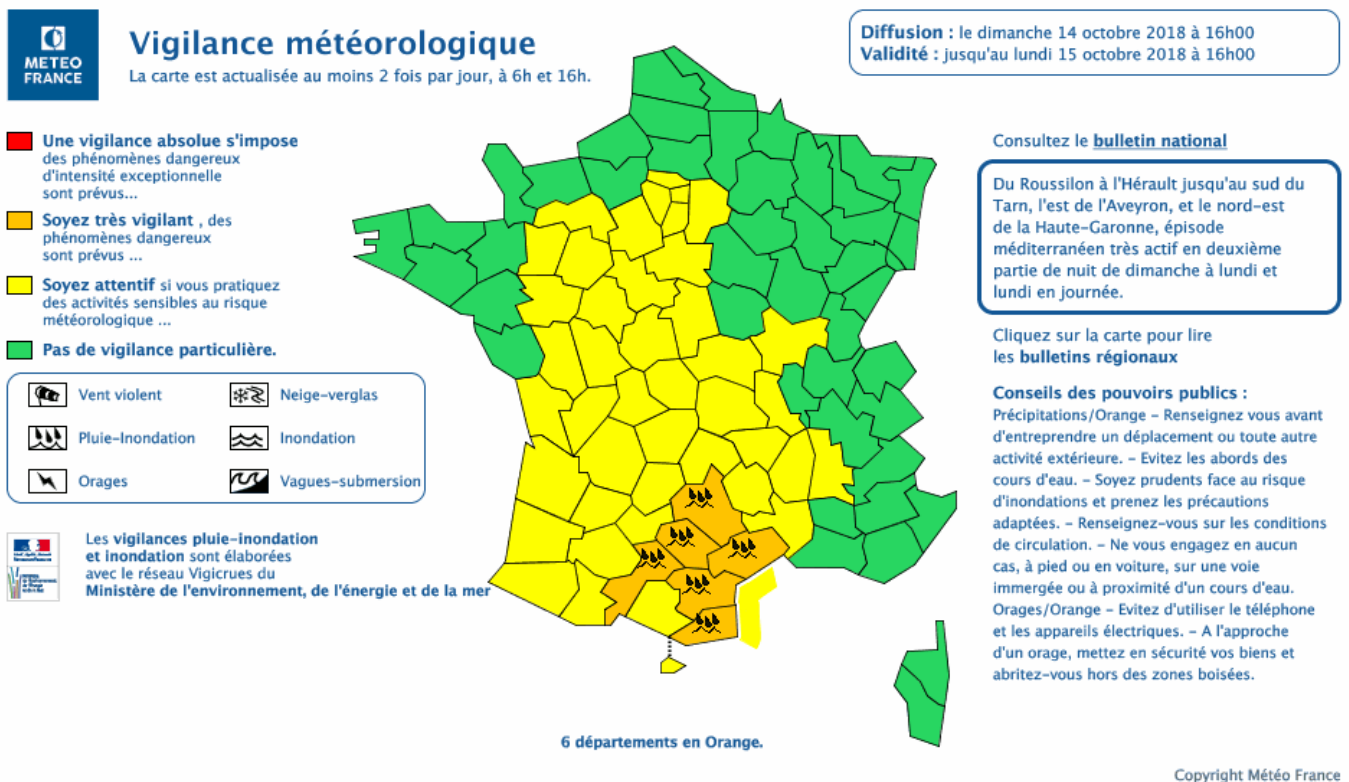 METEO
FRANCE
Vigilance météorologique
La carte est actualisée au moins 2 fois par jour, à 6h et 16h.
Diffusion : le dimanche 14 octobre 2018 à 16h00
Validité : jusqu'au lundi 15 octobre 2018 à 16h00
Une vigilance absolue s'impose
des phénomènes dangereux
d'intensité exceptionnelle
sont prévus...
Soyez très vigilant , des
phénomènes dangereux
sont prévus ...
Soyez attentif si vous pratiquez
des activités sensibles au risque
météorologique ...
Pas de vigilance particulière.
Vent violent
Neige-verglas
Pluie-Inondation
Inondation
Orages
Vagues-submersion
Les vigilances pluie-inondation
et inondation sont élaborées
avec le réseau Vigicrues du
Ministère de l'environnement, de l'énergie et de la mer
6 départements en Orange.
Consultez le bulletin national
Du Roussilon à l'Hérault jusqu'au sud du
Tarn, l'est de l'Aveyron, et le nord-est
de la Haute-Garonne, épisode
méditerranéen très actif en deuxième
partie de nuit de dimanche à lundi et
lundi en journée.
Cliquez sur la carte pour lire
les bulletins régionaux
Conseils des pouvoirs publics :
Précipitations/Orange – Renseignez vous avant
d'entreprendre un déplacement ou toute autre
activité extérieure. – Evitez les abords des
cours d'eau. – Soyez prudents face au risque
d'inondations et prenez les précautions
adaptées. – Renseignez-vous sur les conditions
de circulation. – Ne vous engagez en aucun
cas, à pied ou en voiture, sur une voie
immergée ou à proximité d'un cours d'eau.
Orages/Orange – Evitez d'utiliser le téléphone
et les appareils électriques. – A l'approche
d'un orage, mettez en sécurité vos biens et
abritez-vous hors des zones boisées.
Copyright Météo France